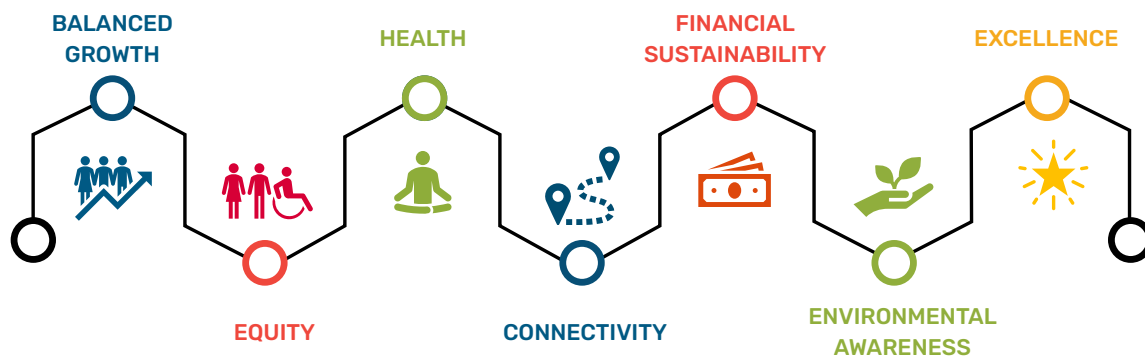 BALANCED
GROWTH
HEALTH
FINANCIAL
SUSTAINABILITY
EXCELLENCE
EQUITY
CONNECTIVITY
ENVIRONMENTAL
AWARENESS